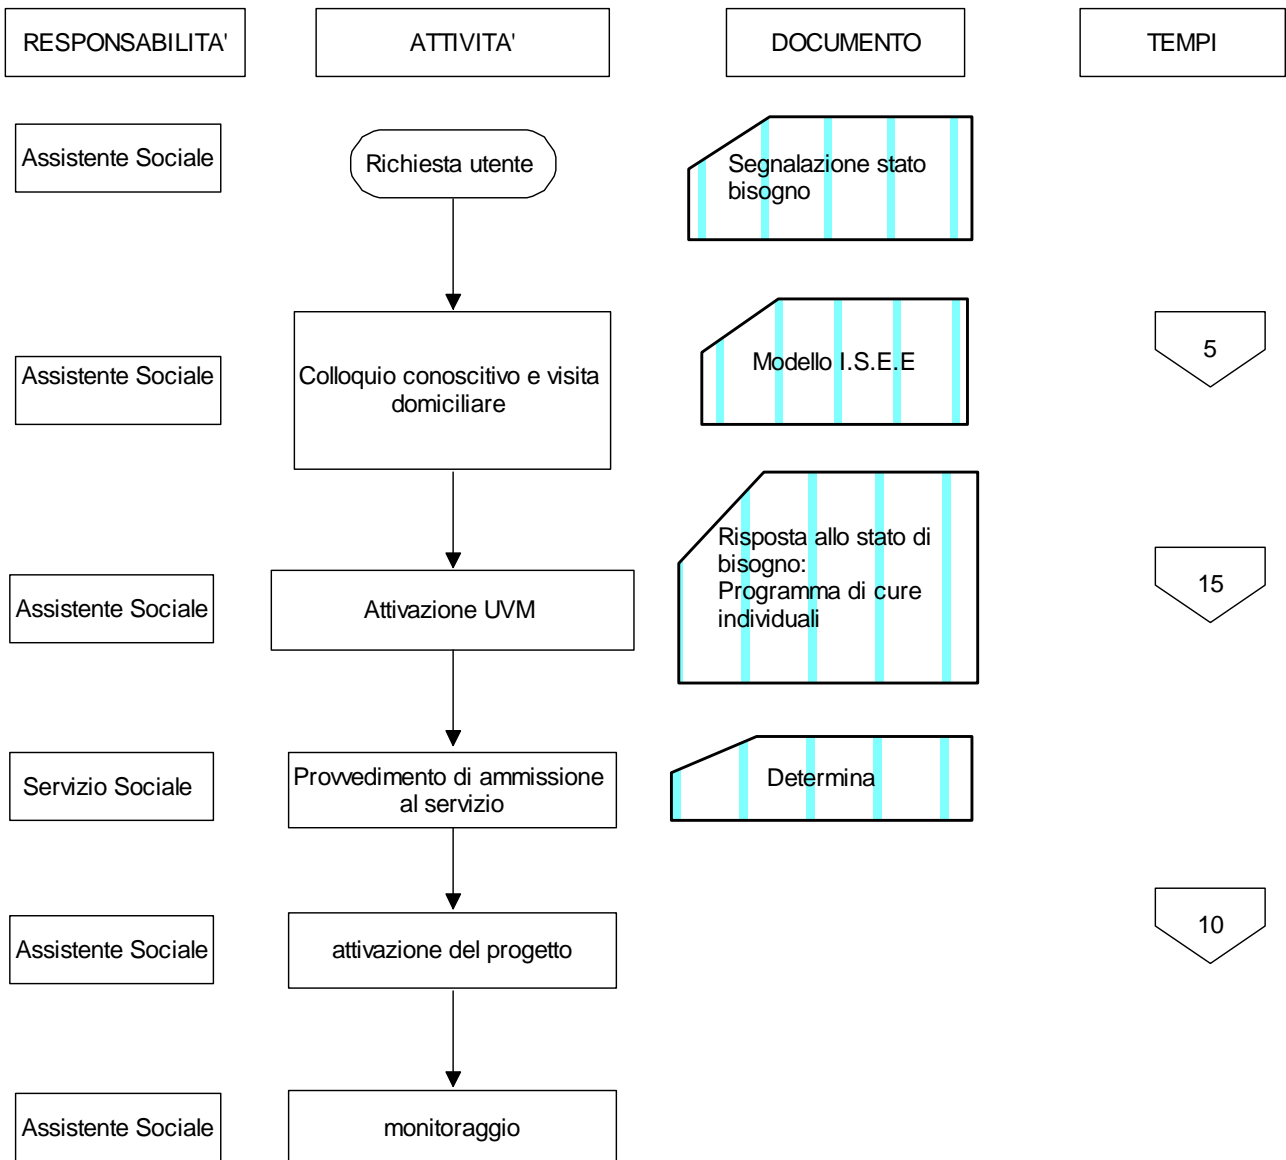 RESPONSABILITA'
ATTIVITA'
DOCUMENTO
TEMPI
Assistente Sociale
Richiesta utente
Segnalazione stato
bisogno
Assistente Sociale
Colloquio conoscitivo e visita
domiciliare
Modello I.S.E.E
5
Assistente Sociale
Attivazione UVM
Risposta allo stato di
bisogno:
Programma di cure
individuali
15
Servizio Sociale
Provvedimento di ammissione
al servizio
Determina
Assistente Sociale
attivazione del progetto
10
Assistente Sociale
monitoraggio